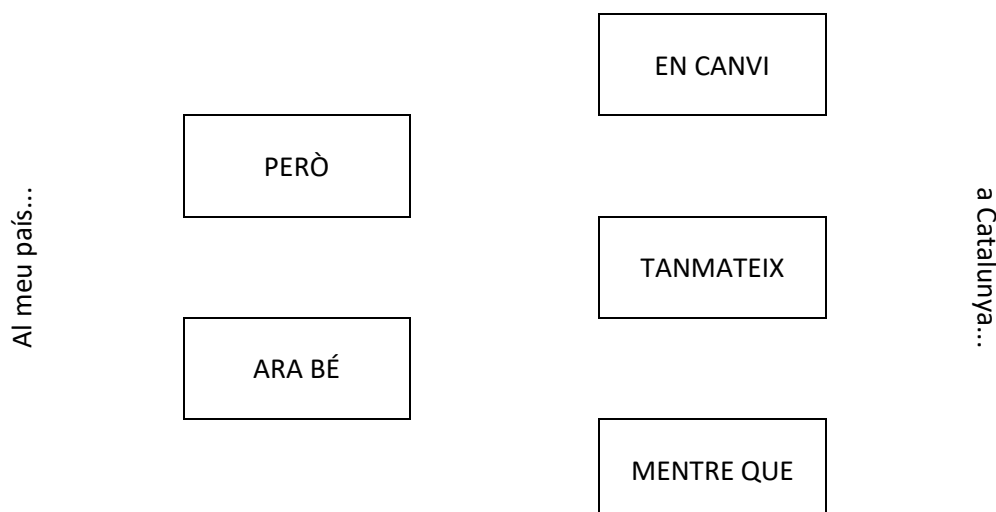 EN CANVI
PERÒ
Al meu país...
a Catalunya...
TANMATEIX
ARA BÉ
MENTRE QUE